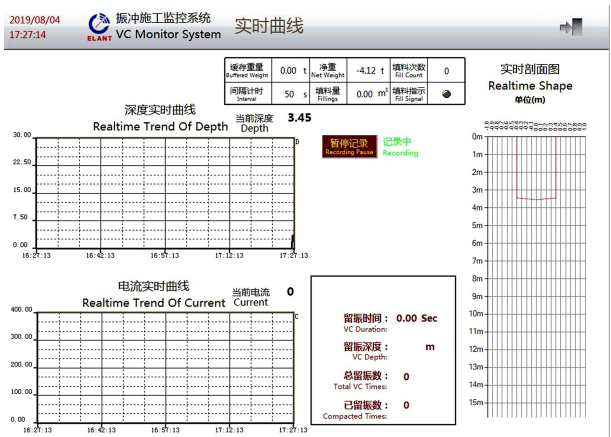 2019/08/04
17:27:14
ELANT
振冲施工监控系统
VC Monitor System
实时曲线
缓存重量 0.00 t 净重 -4.12 t 填料次数 0
Buffered Weight Net Weight Fill Count
间隔计时 50 s 填料量 0.00 m³ 填料指示
Interval Fillings Fill Signal
深度实时曲线
Realtime Trend Of Depth
当前深度 3.45
Depth
暂停记录
Recording Pause
记录中
Recording
D
30.00
22.50
15.00
7.50
0.00
16:27:13 16:42:13 16:57:13 17:12:13 17:27:13
电流实时曲线
Realtime Trend Of Current
当前电流 0
Current
C
400.00
300.00
200.00
100.00
0.00
16:27:13 16:42:13 16:57:13 17:12:13 17:27:13
留振时间： 0.00 Sec
VC Duration:
留振深度： m
VC Depth:
总留振数： 0
Total VC Times:
已留振数： 0
Compacted Times:
实时剖面图
Realtime Shape
单位(m)
0m
1m
2m
3m
4m
5m
6m
7m
8m
9m
10m
11m
12m
13m
14m
15m